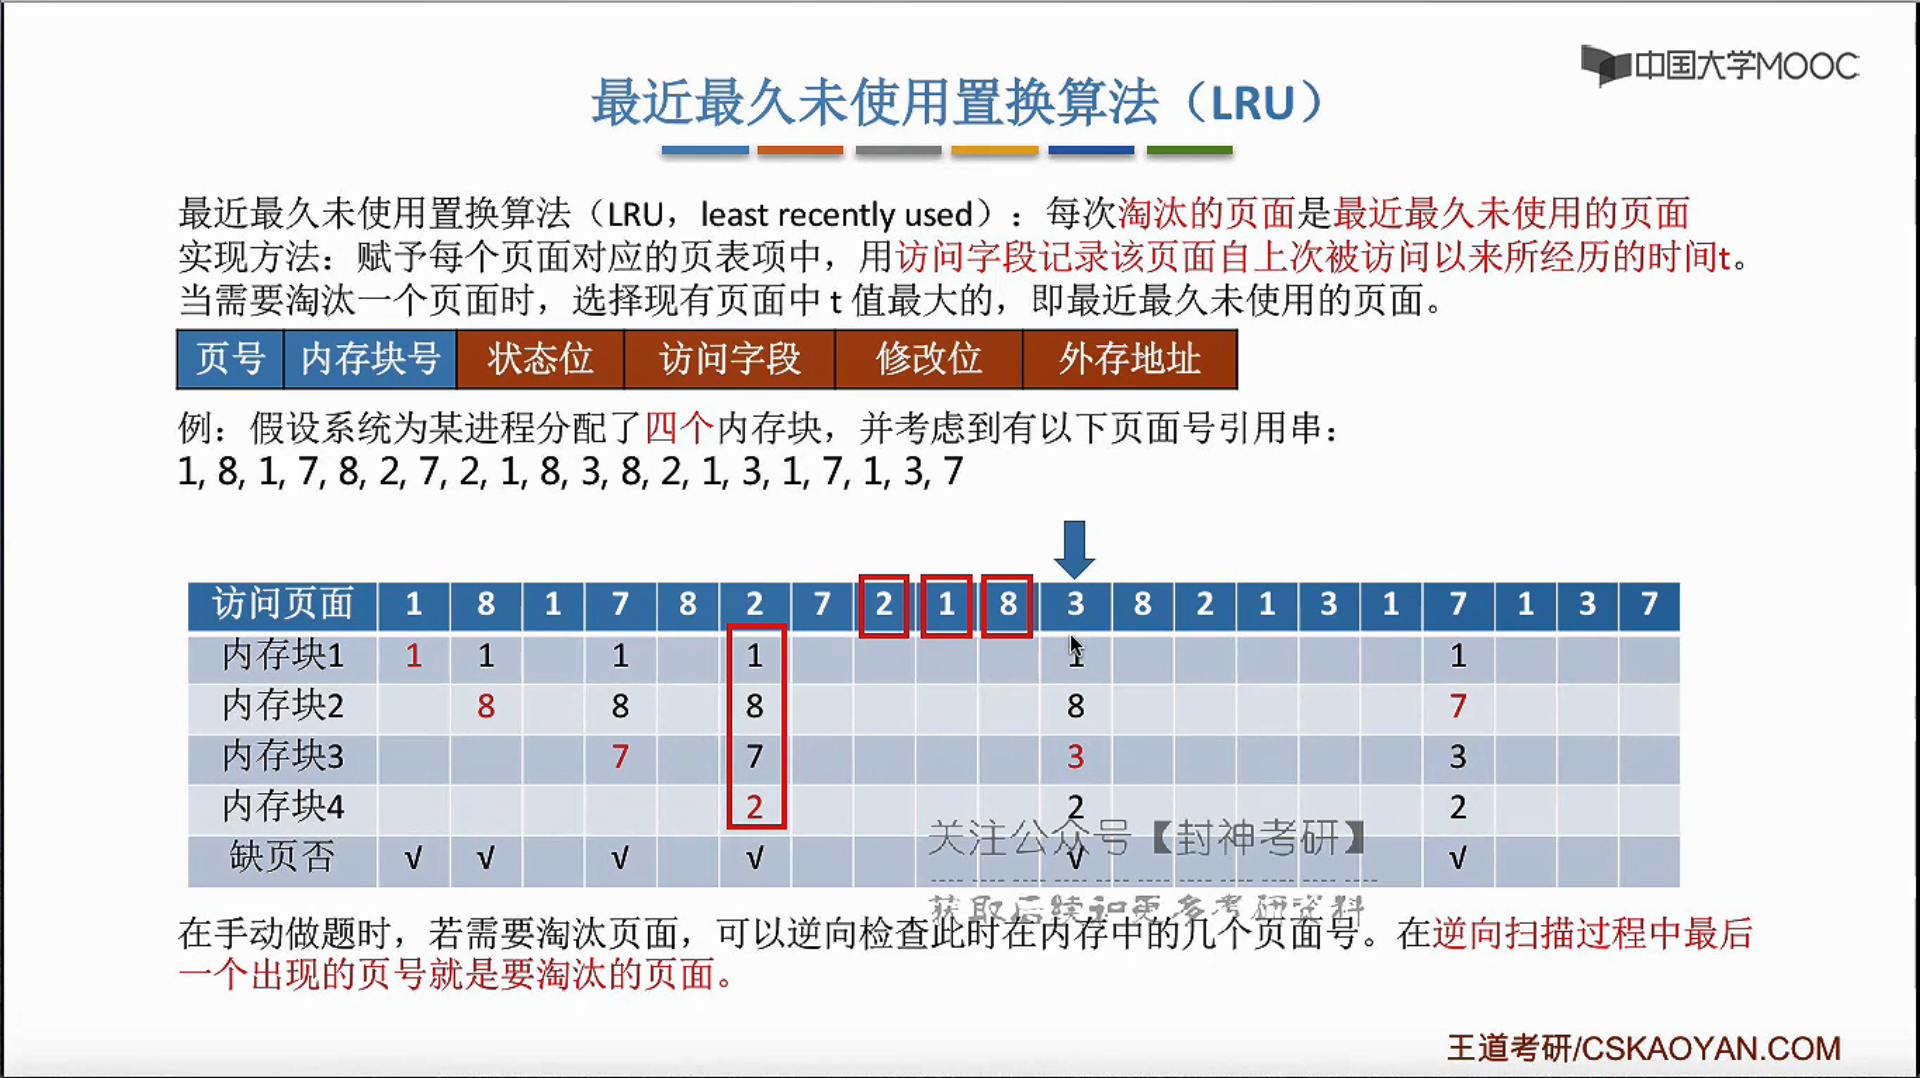 中国大学MOOC
最近最久未使用置换算法（LRU）
最近最久未使用置换算法（LRU，least recently used）：每次淘汰的页面是最近最久未使用的页面
实现方法：赋予每个页面对应的页表项中，用访问字段记录该页面自上次被访问以来所经历的时间t。
当需要淘汰一个页面时，选择现有页面中 t 值最大的，即最近最久未使用的页面。
页号 内存块号 状态位 访问字段 修改位 外存地址
例：假设系统为某进程分配了四个内存块，并考虑到有以下页面号引用串：
1, 8, 1, 7, 8, 2, 7, 2, 1, 8, 3, 8, 2, 1, 3, 1, 7, 1, 3, 7
访问页面 1 8 1 7 8 2 7 2 1 8 3 8 2 1 3 1 7 1 3 7
内存块1 1 1 1 1 1 1
内存块2 8 8 8 8 7
内存块3 7 7 3 3
内存块4 2 2 2
缺页否 √ √ √ √ √ √
关注公众号【封神考研】
获取后续和更多考研资料
在手动做题时，若需要淘汰页面，可以逆向检查此时在内存中的几个页面号。在逆向扫描过程中最后
一个出现的页号就是要淘汰的页面。
王道考研/CSKAOYAN.COM